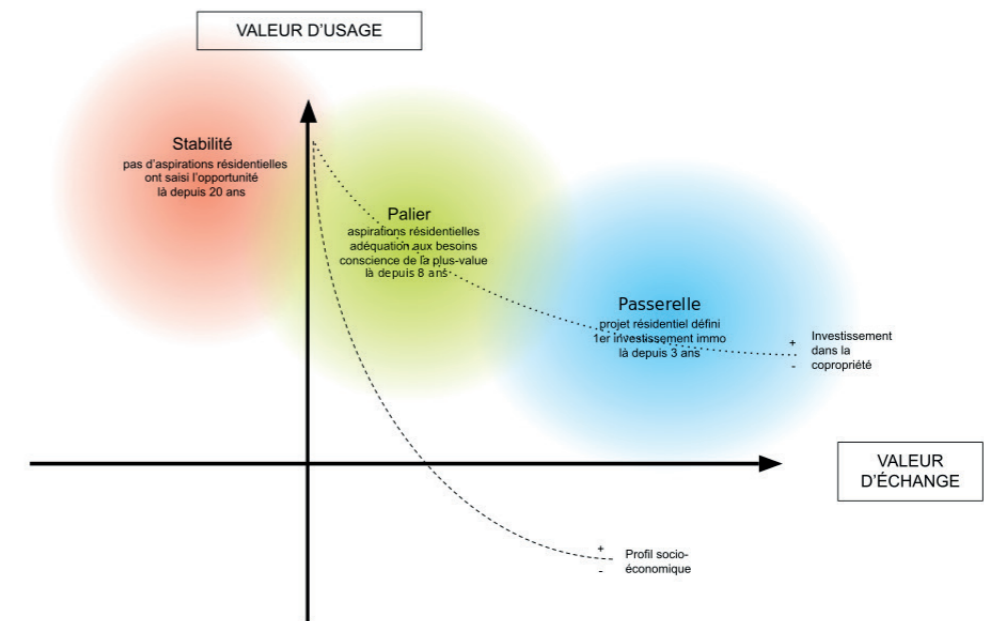 VALEUR D'USAGE
Stabilité
pas d'aspirations résidentielles
ont saisi l'opportunité
là depuis 20 ans
Palier
aspirations résidentielles
adéquation aux besoins
conscience de la plus-value
là depuis 8 ans
Passerelle
projet résidentiel défini
1er investissement immo
là depuis 3 ans
+
-
Investissement
dans la
copropriété
VALEUR
D'ÉCHANGE
+
-
Profil socio-
économique